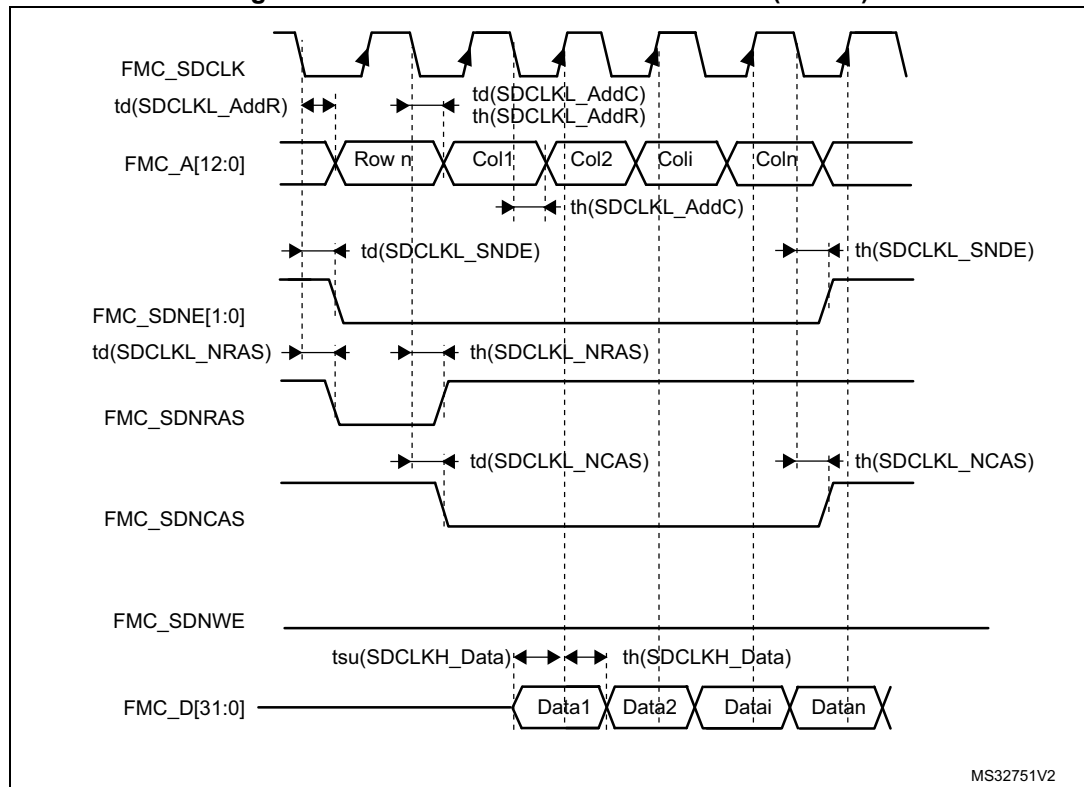 FMC_SDCLK
td(SDCLKL_AddR)
td(SDCLKL_AddC)
th(SDCLKL_AddR)
FMC_A[12:0]
Row n
Col1
Col2
Coli
Coln
th(SDCLKL_AddC)
td(SDCLKL_SNDE)
th(SDCLKL_SNDE)
FMC_SDNE[1:0]
td(SDCLKL_NRAS)
th(SDCLKL_NRAS)
FMC_SDNRAS
td(SDCLKL_NCAS)
th(SDCLKL_NCAS)
FMC_SDNCAS
FMC_SDNWE
tsu(SDCLKH_Data)
th(SDCLKH_Data)
FMC_D[31:0]
Data1
Data2
Datai
Datan
MS32751V2